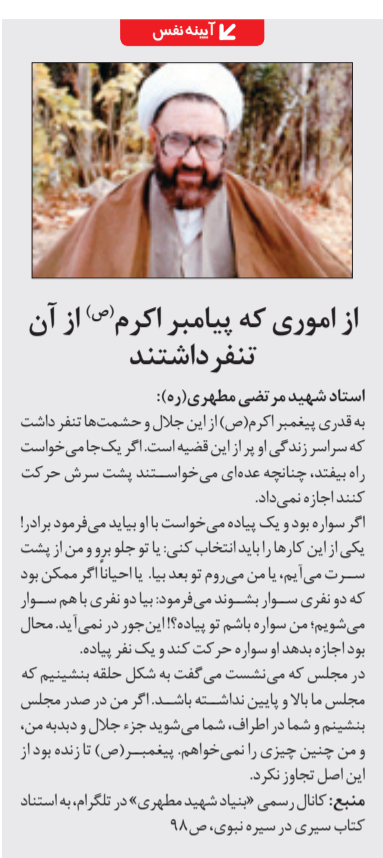 آیینه نفس
از اموری که پیامبر اکرم(ص) از آن
تنفر داشتند
استاد شهید مرتضی مطهری(ره):
به قدری پیغمبر اکرم(ص) از این جلال و حشمت‌ها تنفر داشت
که سراسر زندگی او پر از این قضیه است. اگر یک‌جا می‌خواست
راه بیفتد، چنانچه عده‌ای می‌خواستند پشت سرش حرکت
کنند اجازه نمی‌داد.
اگر سواره بود و یک پیاده می‌خواست با او بیاید می‌فرمود برادر!
یکی از این کارها را باید انتخاب کنی: یا تو جلو برو و من از پشت
سرت می‌آیم، یا من می‌روم تو بعد بیا. یا احیاناً اگر ممکن بود
که دو نفری سوار بشوند می‌فرمود: بیا دو نفری با هم سوار
می‌شویم؛ من سواره باشم تو پیاده؟! این‌جور در نمی‌آید. محال
بود اجازه بدهد او سواره حرکت کند و یک نفر پیاده.
در مجلس که می‌نشست می‌گفت به شکل حلقه بنشینیم که
مجلس ما بالا و پایین نداشته باشد. اگر من در صدر مجلس
بنشینم و شما در اطراف، شما می‌شوید جزء جلال و دبدبه من،
و من چنین چیزی را نمی‌خواهم. پیغمبر(ص) تا زنده بود از
این اصل تجاوز نکرد.
منبع: کانال رسمی «بنیاد شهید مطهری» در تلگرام، به استناد
کتاب سیری در سیره نبوی، ص۹۸